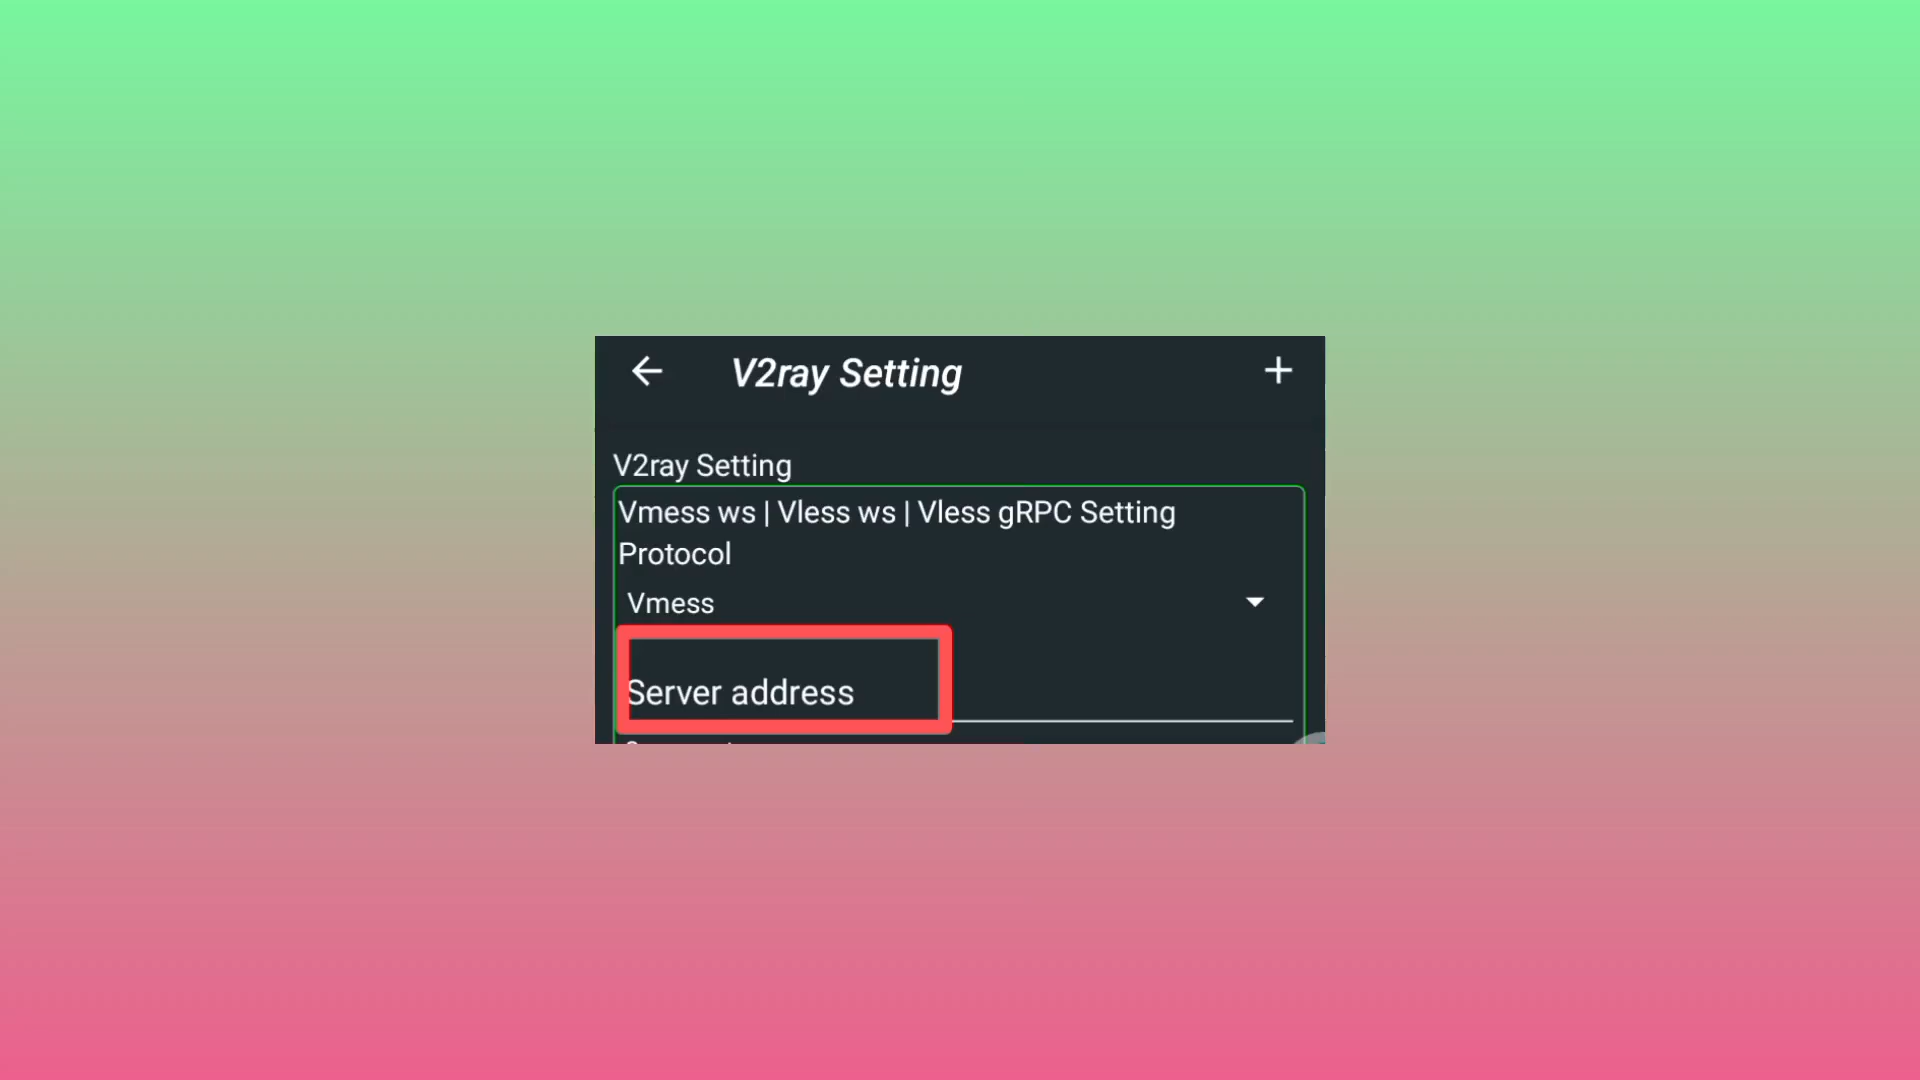 V2ray Setting
V2ray Setting
Vmess ws | Vless ws | Vless gRPC Setting
Protocol
Vmess
Server address